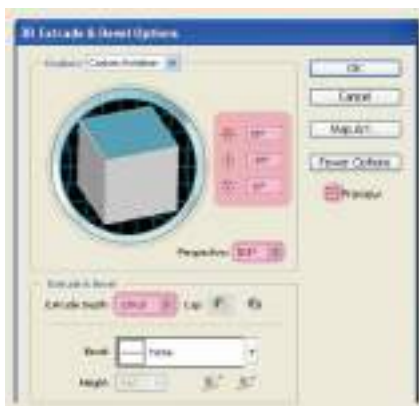 3D Extrude & Bevel Options
Position: Custom Rotation
OK
Cancel
Map Art...
Fewer Options
Preview
Perspective:
Extrude & Bevel
Extrude Depth:
Cap:
Bevel: None
Height: